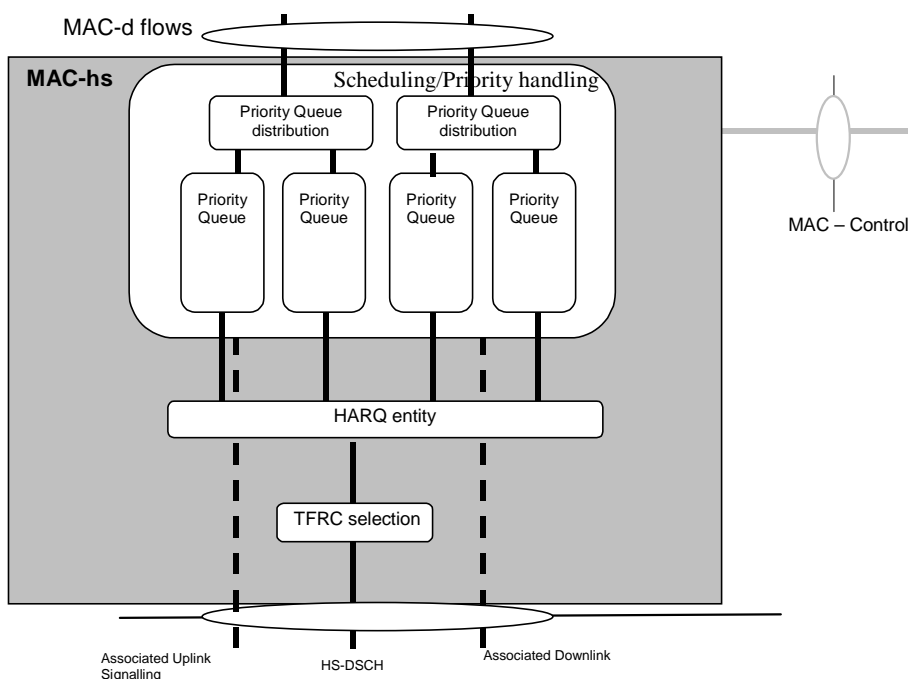 MAC-d flows
MAC-hs
Scheduling/Priority handling
Priority Queue
distribution
Priority Queue
distribution
Priority
Queue
Priority
Queue
Priority
Queue
Priority
Queue
MAC – Control
HARQ entity
TFRC selection
Associated Uplink
Signalling
HS-DSCH
Associated Downlink